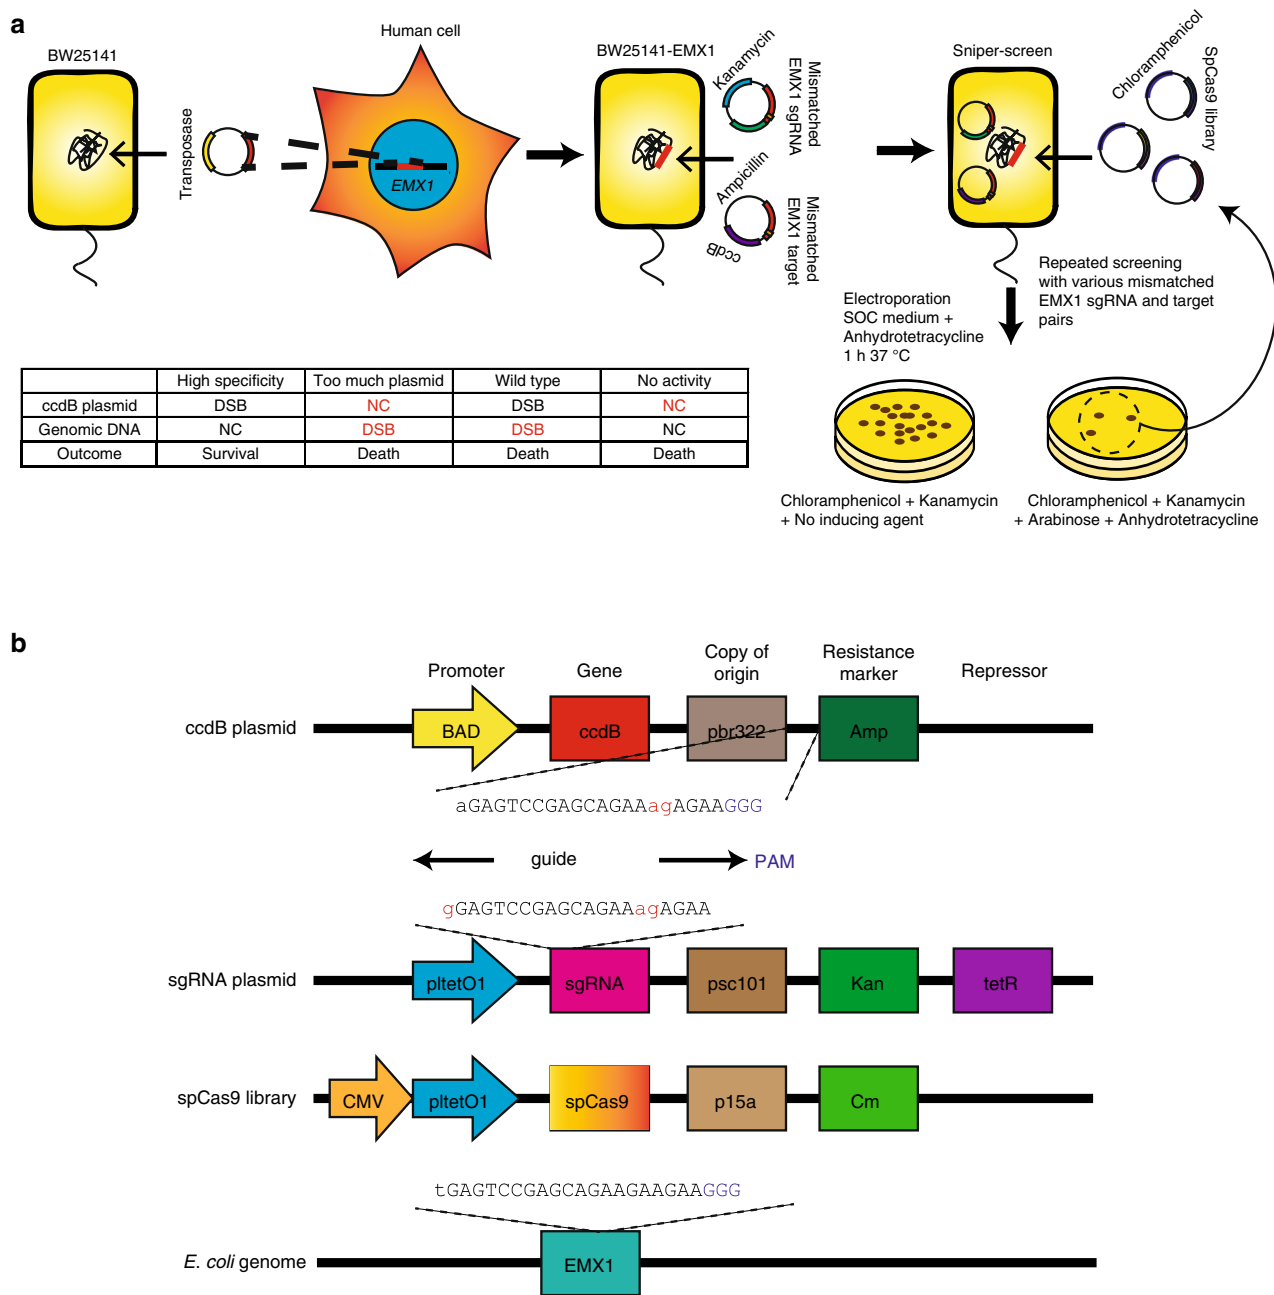 a
BW25141
Transposase
Human cell
EMX1
BW25141-EMX1
Kanamycin
Mismatched
EMX1 sgRNA
Ampicillin
ccdB
Mismatched
EMX1 target
Sniper-screen
Chloramphenicol
SpCas9 library
Repeated screening
with various mismatched
EMX1 sgRNA and target
pairs
Electroporation
SOC medium +
Anhydrotetracycline
1 h 37 °C
Chloramphenicol + Kanamycin
+ No inducing agent
Chloramphenicol + Kanamycin
+ Arabinose + Anhydrotetracycline
High specificity Too much plasmid Wild type No activity
ccdB plasmid DSB NC DSB NC
Genomic DNA NC DSB DSB NC
Outcome Survival Death Death Death
b
Promoter Gene Copy of
origin Resistance
marker Repressor
ccdB plasmid BAD ccdB pbr322 Amp
aGAGTCCGAGCAGAAagAGAAGGG
guide PAM
gGAGTCCGAGCAGAAagAGAA
sgRNA plasmid pltetO1 sgRNA psc101 Kan tetR
spCas9 library CMV pltetO1 spCas9 p15a Cm
tGAGTCCGAGCAGAAGAAGAAGGG
E. coli genome EMX1